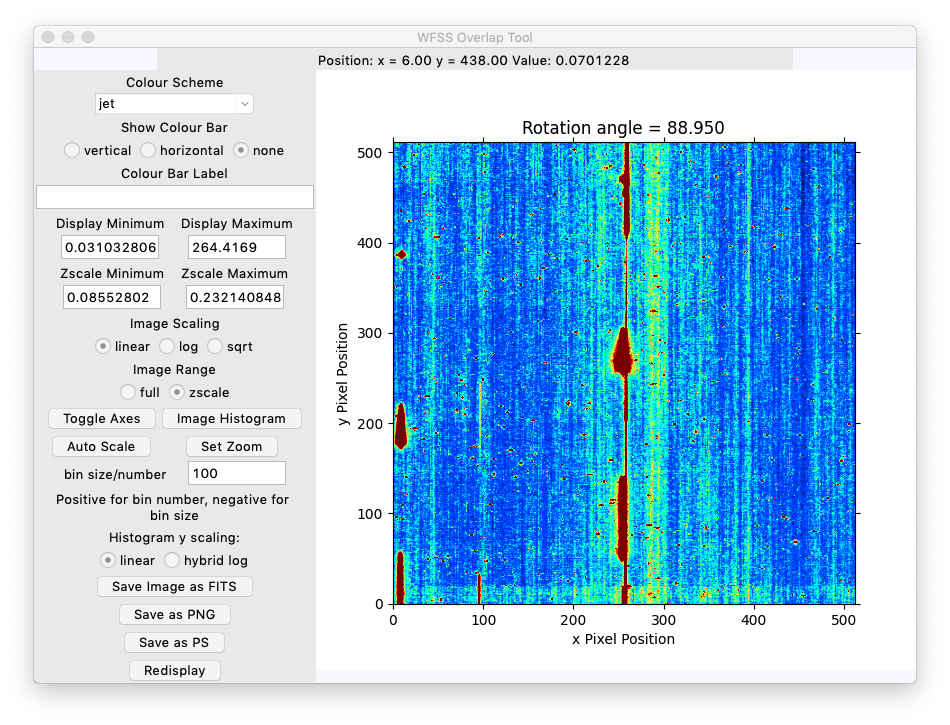 WFSS Overlap Tool
Position: x = 6.00 y = 438.00 Value: 0.0701228
Colour Scheme
jet
Show Colour Bar
vertical horizontal none
Colour Bar Label
Display Minimum Display Maximum
0.031032806 264.4169
Zscale Minimum Zscale Maximum
0.08552802 0.232140848
Image Scaling
linear log sqrt
Image Range
full zscale
Toggle Axes Image Histogram
Auto Scale Set Zoom
bin size/number 100
Positive for bin number, negative for
bin size
Histogram y scaling:
linear hybrid log
Save Image as FITS
Save as PNG
Save as PS
Redisplay
Rotation angle = 88.950
y Pixel Position
500
400
300
200
100
0
0 100 200 300 400 500
x Pixel Position